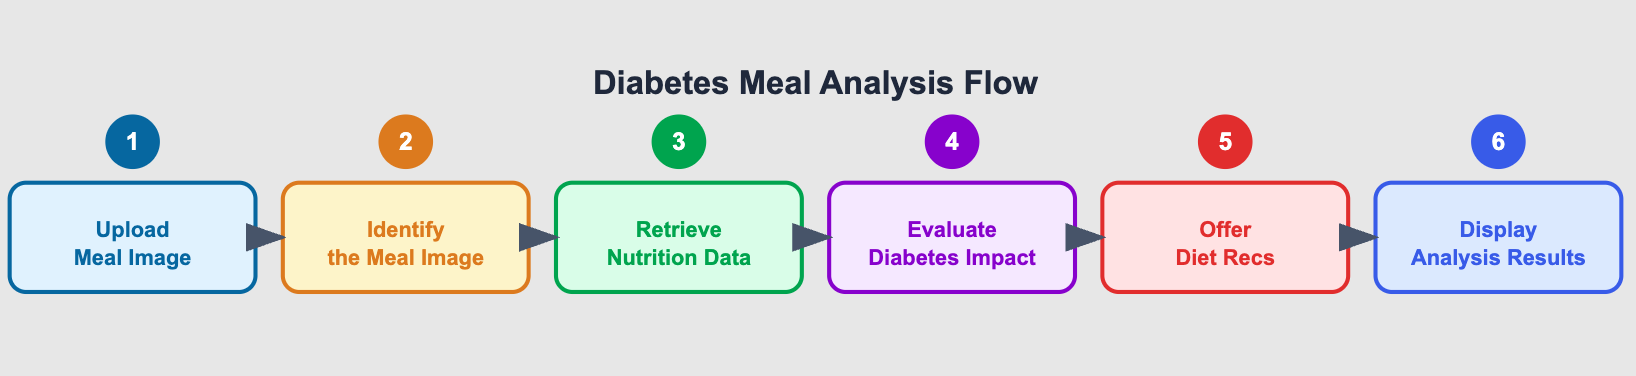 Diabetes Meal Analysis Flow
1
2
3
4
5
6
Upload
Meal Image
Identify
the Meal Image
Retrieve
Nutrition Data
Evaluate
Diabetes Impact
Offer
Diet Recs
Display
Analysis Results